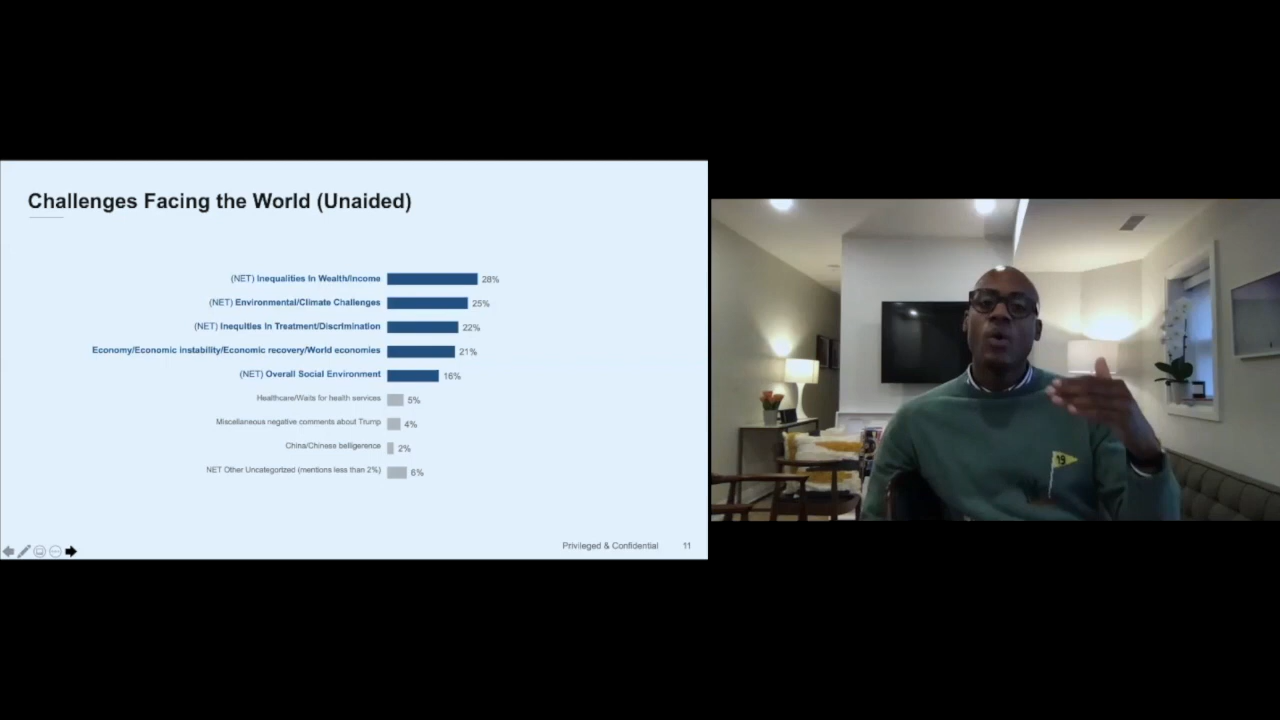 Challenges Facing the World (Unaided)
(NET) Inequalities In Wealth/Income 28%
(NET) Environmental/Climate Challenges 25%
(NET) Inequities In Treatment/Discrimination 22%
Economy/Economic instability/Economic recovery/World economies 21%
(NET) Overall Social Environment 16%
Healthcare/Waits for health services 5%
Miscellaneous negative comments about Trump 4%
China/Chinese belligerence 2%
NET Other Uncategorized (mentions less than 2%) 6%
Privileged & Confidential 11
19